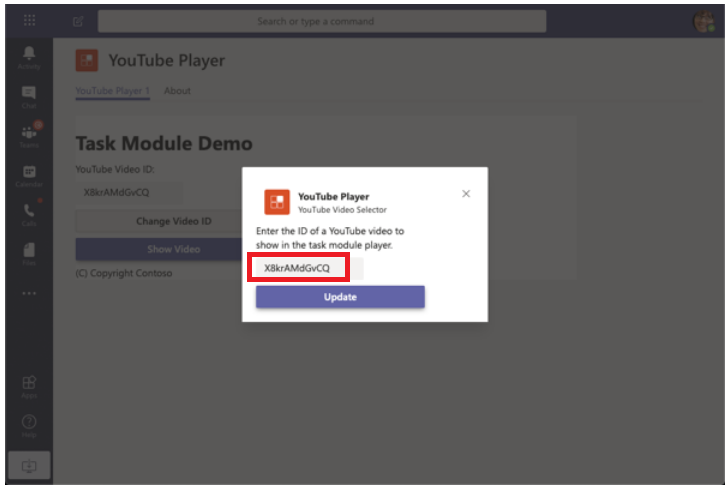 Search or type a command
Activity
Chat
Teams
Calendar
Calls
Files
Apps
Help
YouTube Player
YouTube Player 1 About
Task Module Demo
YouTube Video ID:
X8krAMdGvCQ
Change Video ID
Show Video
(C) Copyright Contoso
YouTube Player
YouTube Video Selector
Enter the ID of a YouTube video to
show in the task module player.
X8krAMdGvCQ
Update